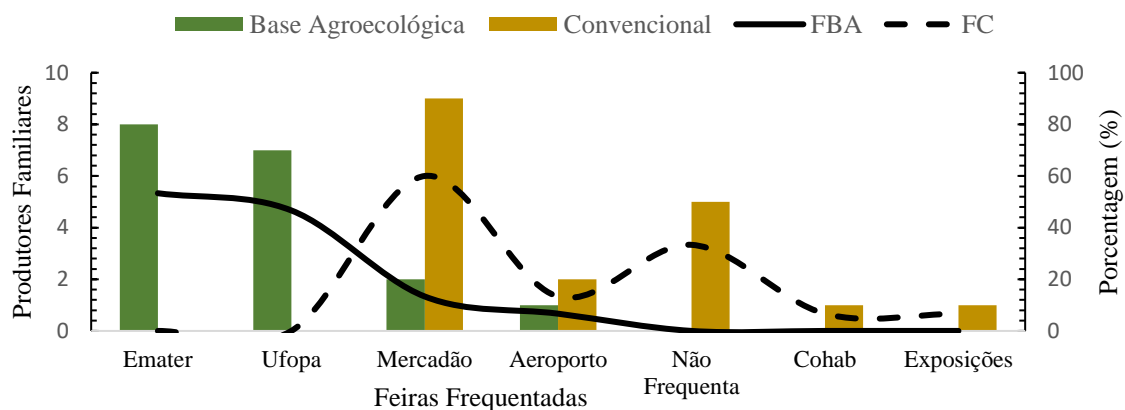 Base Agroecológica Convencional FBA FC
Produtores Familiares
10
8
6
4
2
0
100
80
60
40
20
0
Porcentagem (%)
Emater Ufopa Mercadão Aeroporto Não Frequenta Cohab Exposições
Feiras Frequentadas